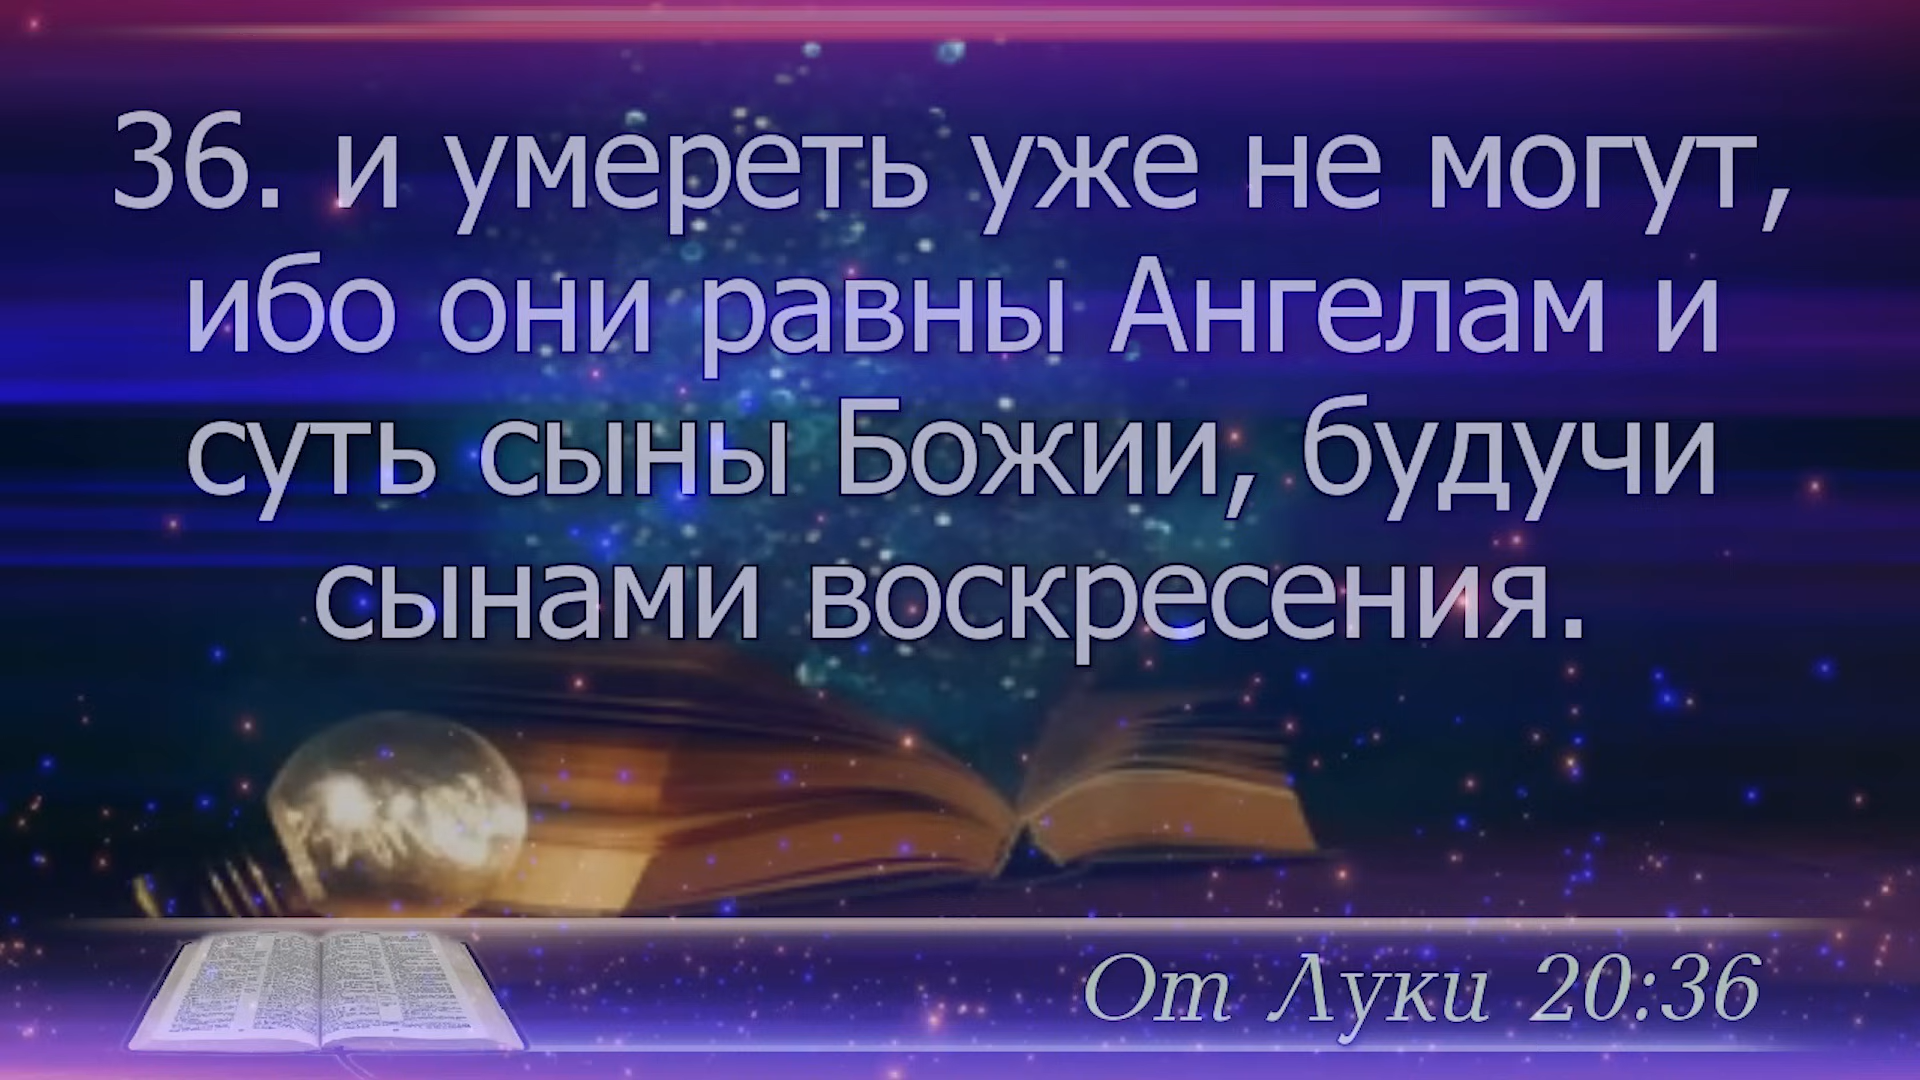 36. и умереть уже не могут,
ибо они равны Ангелам и
суть сыны Божии, будучи
сынами воскресения.
От Луки 20:36